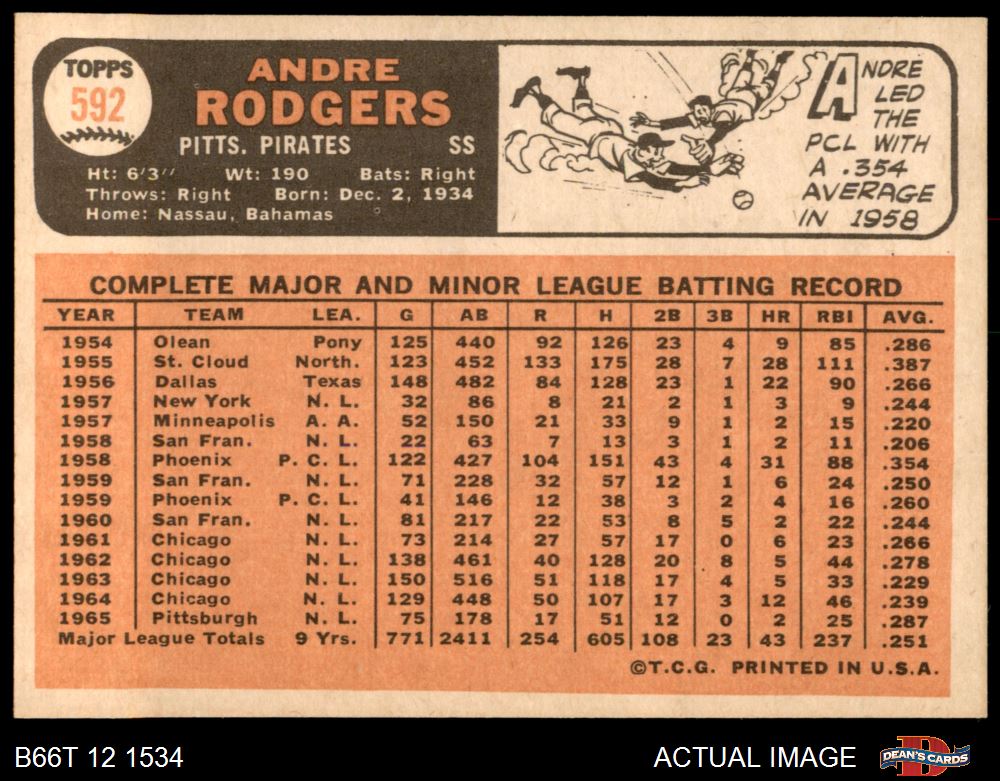 TOPPS
592
ANDRE
RODGERS
PITTS. PIRATES SS
Ht: 6'3" Wt: 190 Bats: Right
Throws: Right Born: Dec. 2, 1934
Home: Nassau, Bahamas
ANDRE
LED
THE
PCL WITH
A .354
AVERAGE
IN 1958
COMPLETE MAJOR AND MINOR LEAGUE BATTING RECORD
YEAR TEAM LEA. G AB R H 2B 3B HR RBI AVG.
1954 Olean Pony 125 440 92 126 23 4 9 85 .286
1955 St. Cloud North. 123 452 133 175 28 7 28 111 .387
1956 Dallas Texas 148 482 84 128 23 1 22 90 .266
1957 New York N. L. 32 86 8 21 2 1 3 9 .244
1957 Minneapolis A. A. 52 150 21 33 9 1 2 15 .220
1958 San Fran. N. L. 22 63 7 13 3 1 2 11 .206
1958 Phoenix P. C. L. 122 427 104 151 43 4 31 88 .354
1959 San Fran. N. L. 71 228 32 57 12 1 6 24 .250
1959 Phoenix P. C. L. 41 146 12 38 3 2 4 16 .260
1960 San Fran. N. L. 81 217 22 53 8 5 2 22 .244
1961 Chicago N. L. 73 214 27 57 17 0 6 23 .266
1962 Chicago N. L. 138 461 40 128 20 8 5 44 .278
1963 Chicago N. L. 150 516 51 118 17 4 5 33 .229
1964 Chicago N. L. 129 448 50 107 17 3 12 46 .239
1965 Pittsburgh N. L. 75 178 17 51 12 0 2 25 .287
Major League Totals 9 Yrs. 771 2411 254 605 108 23 43 237 .251
©T.C.G. PRINTED IN U.S.A.
B66T 12 1534 ACTUAL IMAGE DEAN'S CARDS